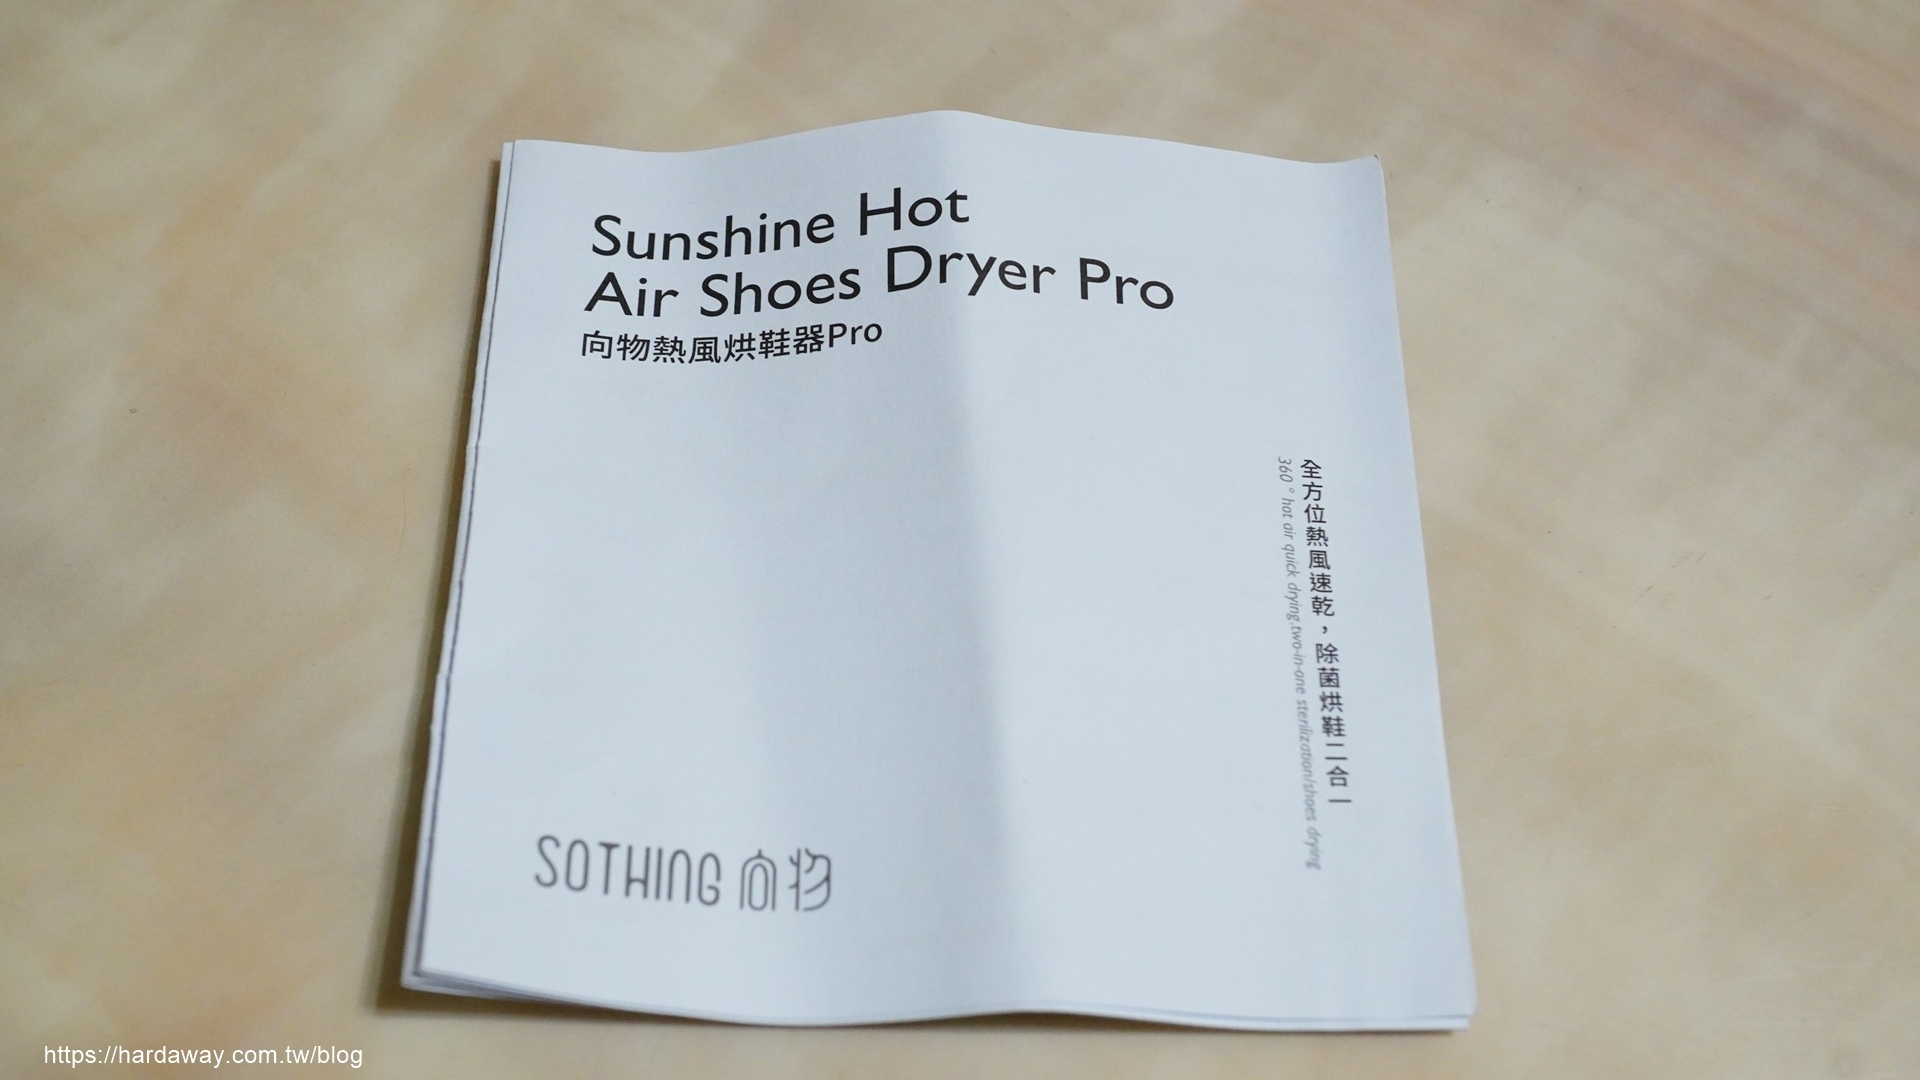 Sunshine Hot
Air Shoes Dryer Pro
向物熱風烘鞋器Pro
全方位熱風速乾，除菌烘鞋二合一
360° hot air quick drying.two-in-one sterilization/shoes drying
SOTHING 向物
https://hardaway.com.tw/blog